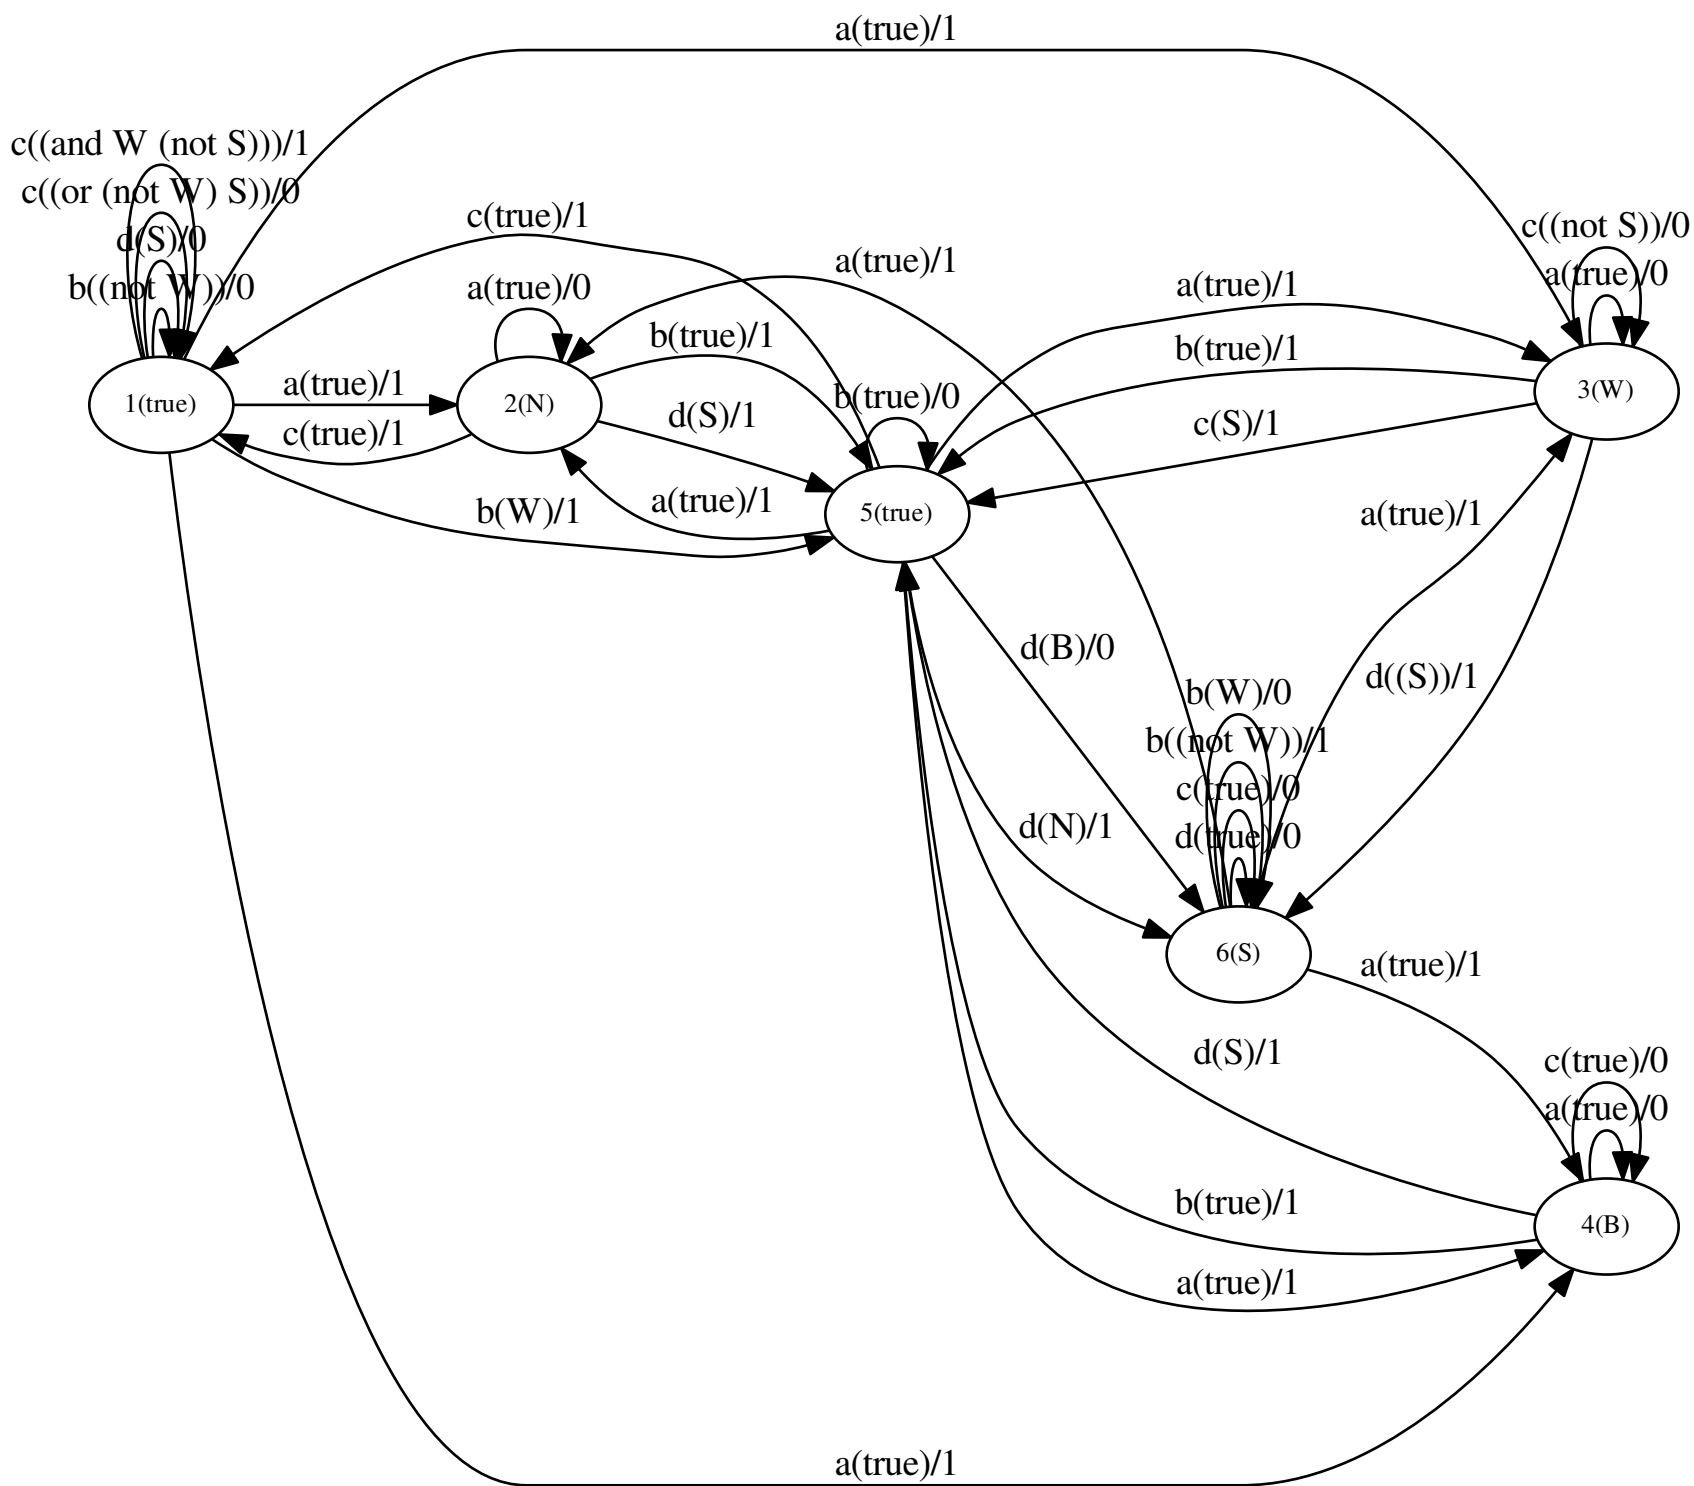 a(true)/1
c((and W (not S)))/1
c((or (not W) S))/0
d(S)/0
b((not W))/0
c(true)/1
a(true)/1
c((not S))/0
a(true)/0
a(true)/0
a(true)/1
b(true)/1
b(true)/1
a(true)/1
1(true)
2(N)
b(true)/0
3(W)
d(S)/1
c(S)/1
c(true)/1
a(true)/1
b(W)/1
5(true)
a(true)/1
d(B)/0
d((S))/1
b(W)/0
b((not W))/1
c(true)/0
d(N)/1
d(true)/0
6(S)
a(true)/1
d(S)/1
c(true)/0
a(true)/0
b(true)/1
4(B)
a(true)/1
a(true)/1